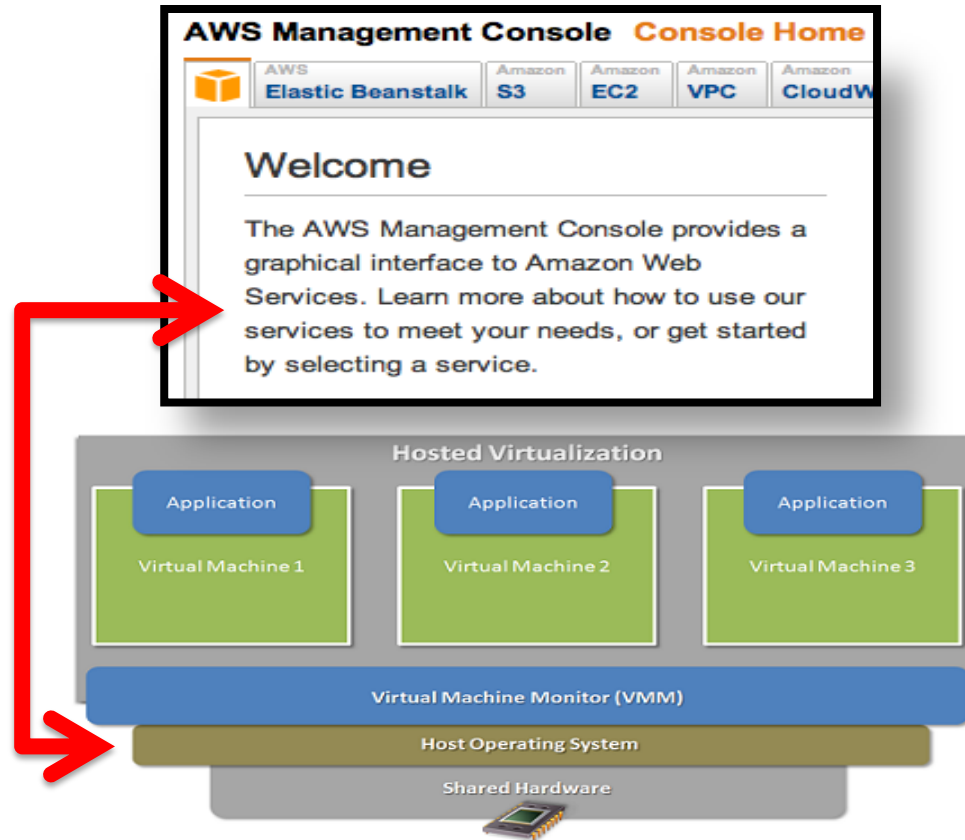 AWS Management Console Console Home
AWS Amazon Amazon Amazon Amazon
Elastic Beanstalk S3 EC2 VPC CloudW
Welcome
The AWS Management Console provides a
graphical interface to Amazon Web
Services. Learn more about how to use our
services to meet your needs, or get started
by selecting a service.
Hosted Virtualization
Application Application Application
Virtual Machine 1 Virtual Machine 2 Virtual Machine 3
Virtual Machine Monitor (VMM)
Host Operating System
Shared Hardware